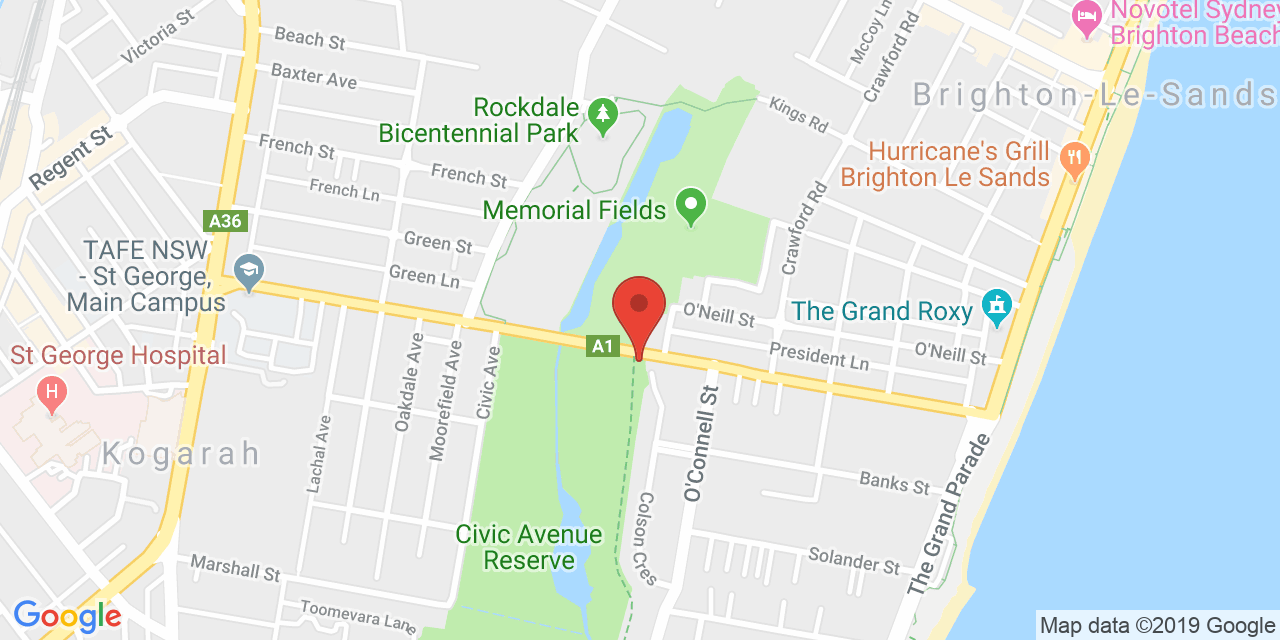 Victoria St
Beach St
Baxter Ave
McCoy Ln
Crawford Rd
Novotel Sydney
Brighton Beach
Brighton-Le-Sands
Rockdale
Bicentennial Park
Kings Rd
Regent St
French St
French St
French Ln
Hurricane's Grill
Brighton Le Sands
A36
Memorial Fields
Crawford Rd
TAFE NSW
- St George,
Main Campus
Green St
Green Ln
O'Neill St
The Grand Roxy
A1
President Ln
O'Neill St
St George Hospital
H
Oakdale Ave
Moorefield Ave
Civic Ave
Kogarah
Lachal Ave
O'Connell St
Banks St
The Grand Parade
Colson Cres
Civic Avenue
Reserve
Solander St
Marshall St
Toomevara Lane
Google
Map data ©2019 Google